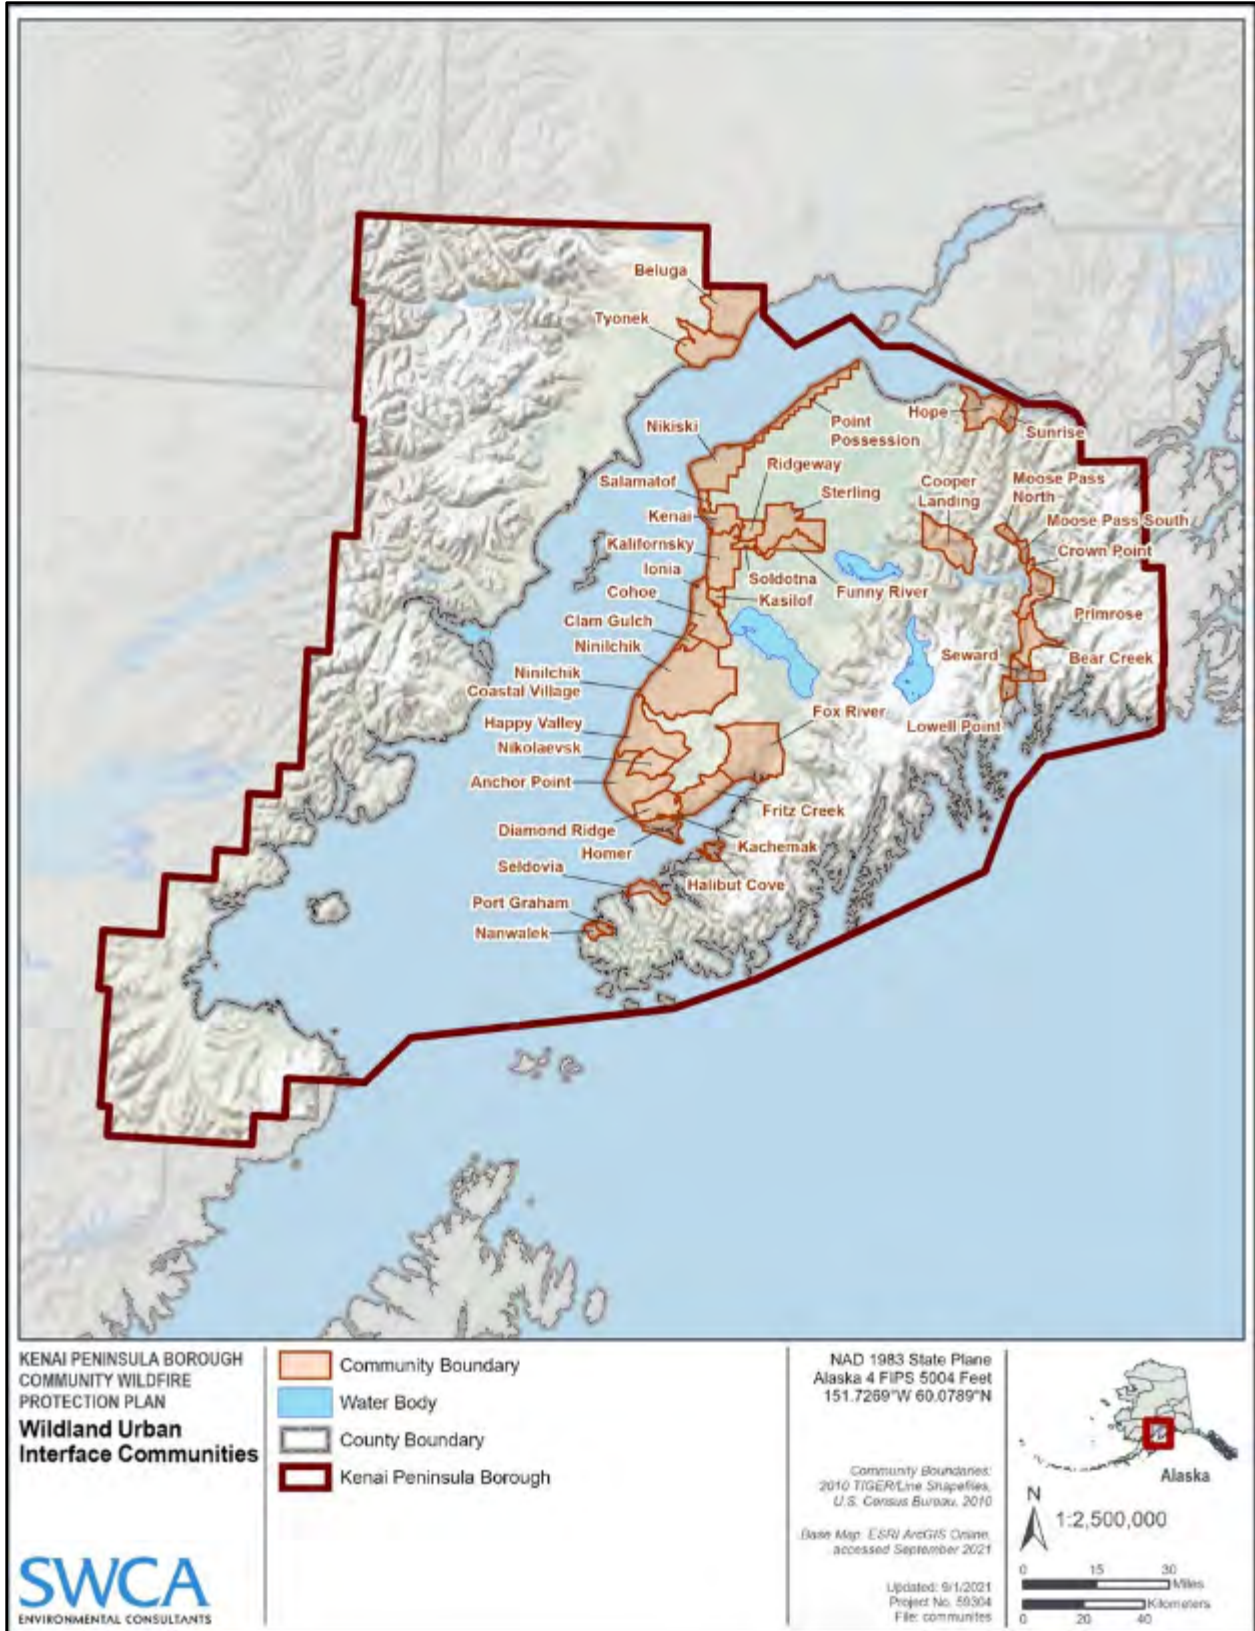 Beluga
Tyonek
Hope
Point
Possession
Sunrise
Nikiski
Ridgeway
Salamatof
Sterling
Cooper
Landing
Moose Pass
North
Kenai
Moose Pass South
Kalifornsky
Crown Point
Ionia
Soldotna
Funny River
Cohoe
Kasilof
Primrose
Clam Gulch
Ninilchik
Seward
Bear Creek
Ninilchik
Coastal Village
Fox River
Happy Valley
Lowell Point
Nikolaevsk
Anchor Point
Fritz Creek
Diamond Ridge
Kachemak
Homer
Seldovia
Halibut Cove
Port Graham
Nanwalek
KENAI PENINSULA BOROUGH
COMMUNITY WILDFIRE
PROTECTION PLAN
Wildland Urban
Interface Communities
SWCA
ENVIRONMENTAL CONSULTANTS
Community Boundary
Water Body
County Boundary
Kenai Peninsula Borough
NAD 1983 State Plane
Alaska 4 FIPS 5004 Feet
151.7269°W 60.0789°N
Community Boundaries:
2010 TIGER/Line Shapefiles,
U.S. Census Bureau, 2010
Base Map: ESRI ArcGIS Online,
accessed September 2021
Updated: 9/1/2021
Project No. 59304
File: communites
Alaska
N
1:2,500,000
0 15 30
Miles
Kilometers
0 20 40